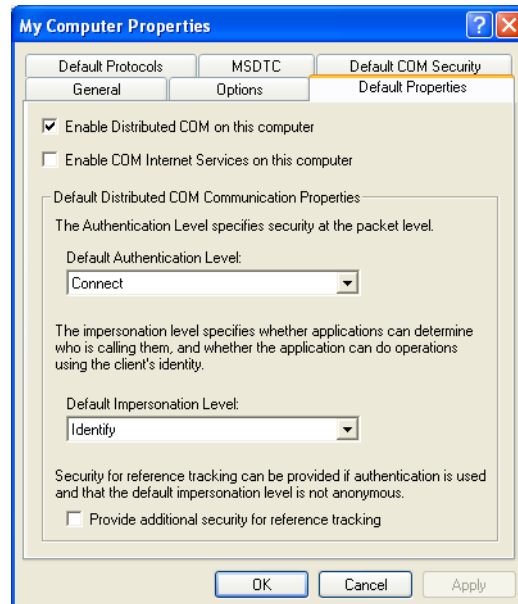 My Computer Properties
Default Protocols MSDTC Default COM Security
General Options Default Properties
Enable Distributed COM on this computer
Enable COM Internet Services on this computer
Default Distributed COM Communication Properties
The Authentication Level specifies security at the packet level.
Default Authentication Level:
Connect
The impersonation level specifies whether applications can determine
who is calling them, and whether the application can do operations
using the client's identity.
Default Impersonation Level:
Identify
Security for reference tracking can be provided if authentication is used
and that the default impersonation level is not anonymous.
Provide additional security for reference tracking
OK Cancel Apply